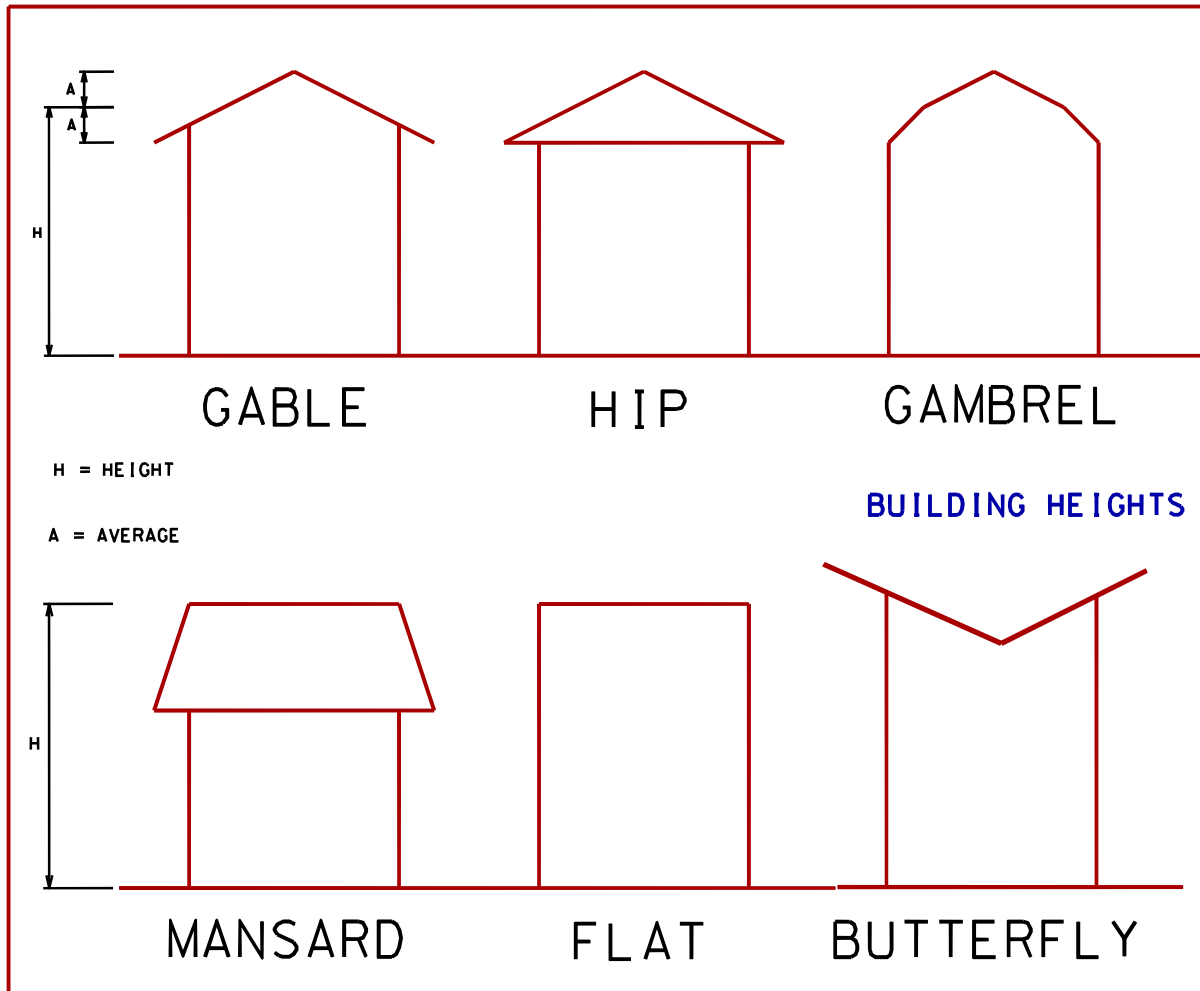 A
A
H
GABLE
HIP
GAMBREL
H = HEIGHT
BUILDING HEIGHTS
A = AVERAGE
H
MANSARD
FLAT
BUTTERFLY